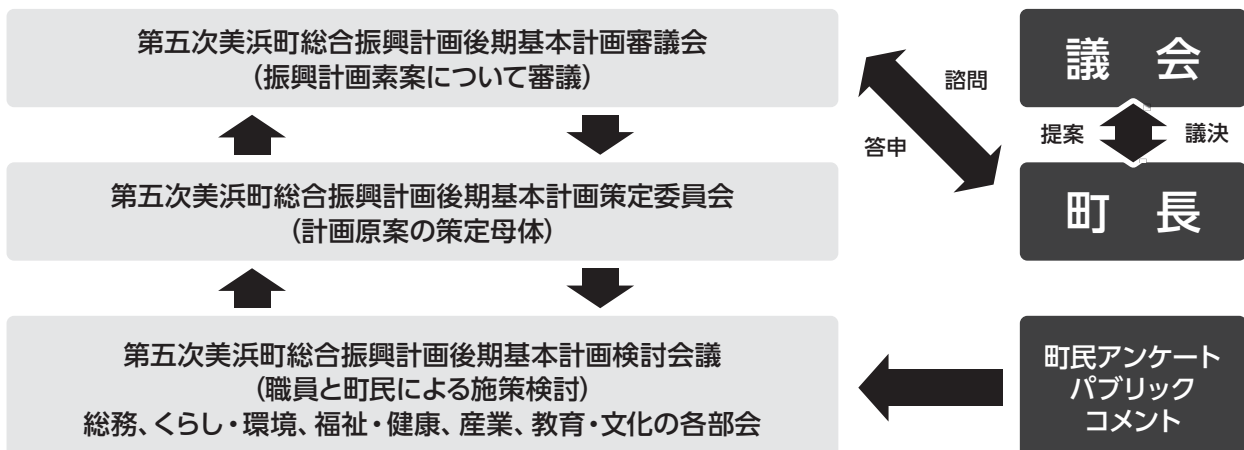 第五次美浜町総合振興計画後期基本計画審議会
(振興計画素案について審議)
諮問
答申
議 会
提案
議決
町 長
第五次美浜町総合振興計画後期基本計画策定委員会
(計画原案の策定母体)
第五次美浜町総合振興計画後期基本計画検討会議
(職員と町民による施策検討)
総務、くらし・環境、福祉・健康、産業、教育・文化の各部会
町民アンケート
パブリック
コメント